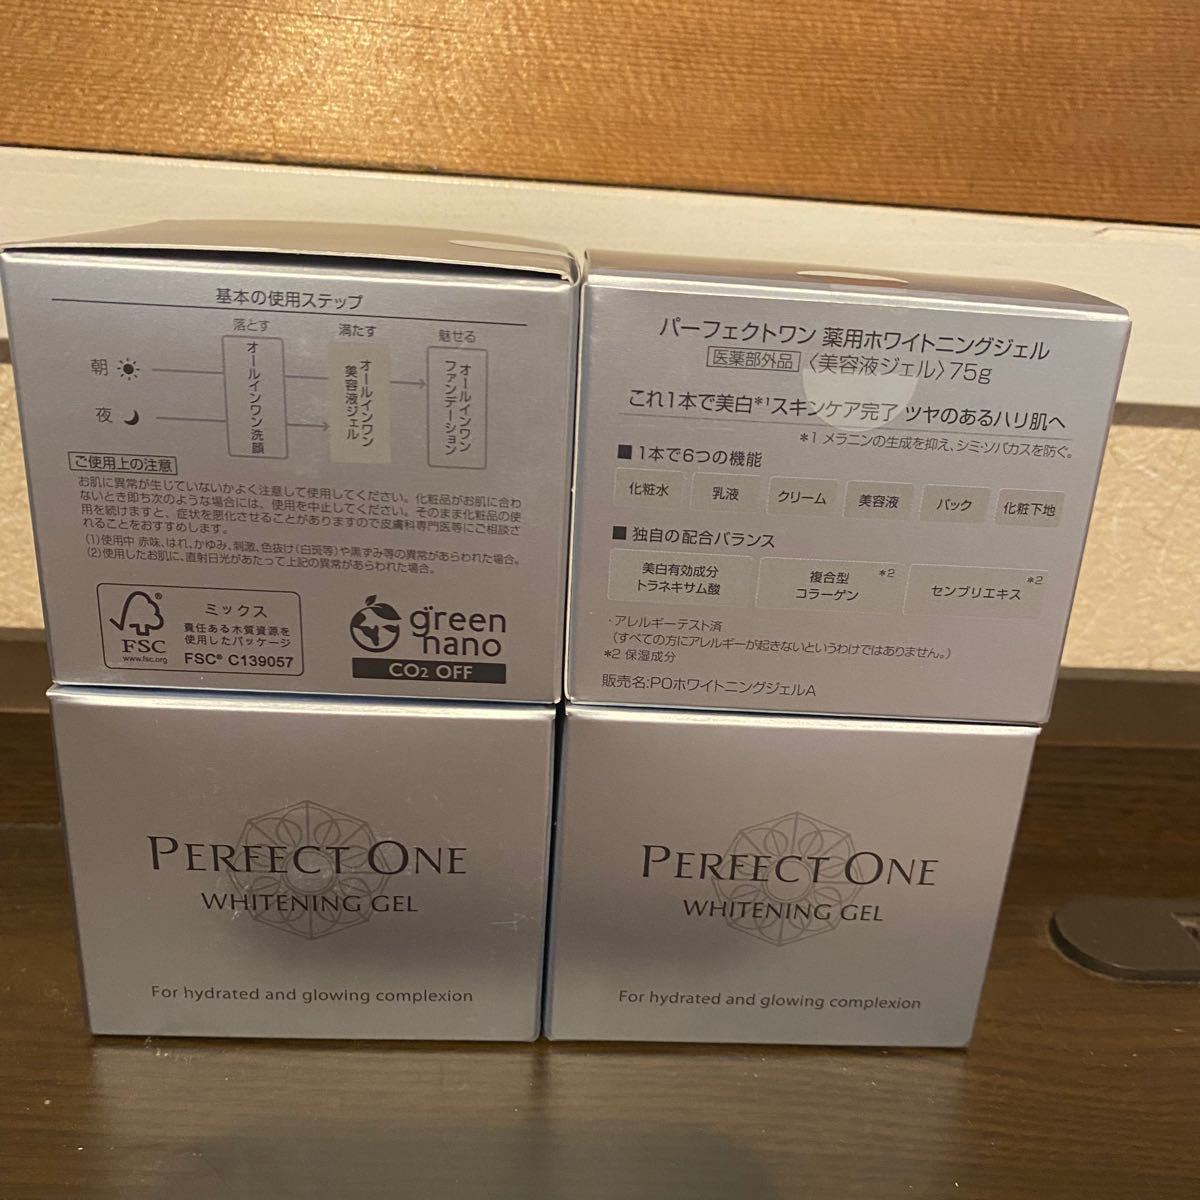 基本の使用ステップ
落とす
満たす
魅せる
朝
夜
オールインワン洗顔
オールインワン
美容液ジェル
オールインワン
ファンデーション
ご使用上の注意
お肌に異常が生じていないかよく注意して使用してください。化粧品がお肌に合わ
ないとき即ち次のような場合には、使用を中止してください。そのまま化粧品の使
用を続けますと、症状を悪化させることがありますので皮膚科専門医等にご相談さ
れることをおすすめします。
(1)使用中 赤味、はれ、かゆみ、刺激、色抜け(白斑等)や黒ずみ等の異常があらわれた場合。
(2)使用したお肌に、直射日光があたって上記の異常があらわれた場合。
FSC
www.fsc.org
ミックス
責任ある木質資源を
使用したパッケージ
FSC® C139057
green
nano
CO2 OFF
パーフェクトワン 薬用ホワイトニングジェル
医薬部外品 〈美容液ジェル〉75g
これ1本で美白*1スキンケア完了 ツヤのあるハリ肌へ
*1 メラニンの生成を抑え、シミ・ソバカスを防ぐ。
■ 1本で6つの機能
化粧水
乳液
クリーム
美容液
パック
化粧下地
■ 独自の配合バランス
美白有効成分
トラネキサム酸
複合型 *2
コラーゲン
センブリエキス *2
・アレルギーテスト済
(すべての方にアレルギーが起きないというわけではありません。)
*2 保湿成分
販売名:POホワイトニングジェルA
PERFECT ONE
WHITENING GEL
For hydrated and glowing complexion
PERFECT ONE
WHITENING GEL
For hydrated and glowing complexion